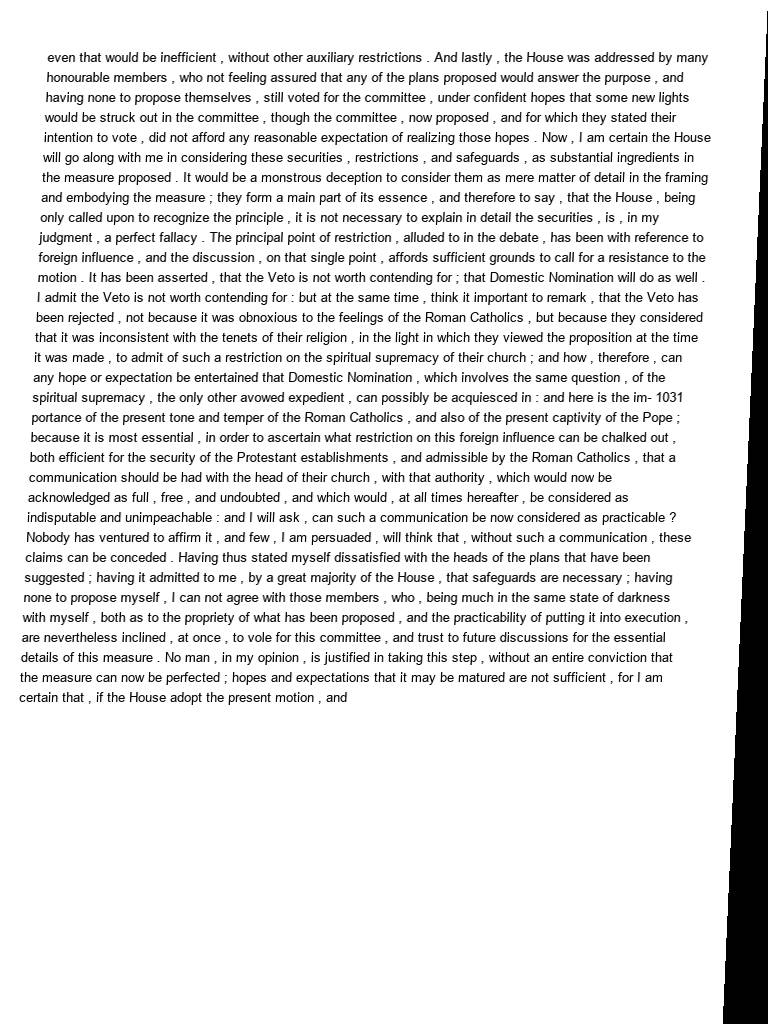 even that would be inefficient , without other auxiliary restrictions . And lastly , the House was addressed by many
honourable members , who not feeling assured that any of the plans proposed would answer the purpose , and
having none to propose themselves , still voted for the committee , under confident hopes that some new lights
would be struck out in the committee , though the committee , now proposed , and for which they stated their
intention to vote , did not afford any reasonable expectation of realizing those hopes . Now , I am certain the House
will go along with me in considering these securities , restrictions , and safeguards , as substantial ingredients in
the measure proposed . It would be a monstrous deception to consider them as mere matter of detail in the framing
and embodying the measure ; they form a main part of its essence , and therefore to say , that the House , being
only called upon to recognize the principle , it is not necessary to explain in detail the securities , is , in my
judgment , a perfect fallacy . The principal point of restriction , alluded to in the debate , has been with reference to
foreign influence , and the discussion , on that single point , affords sufficient grounds to call for a resistance to the
motion . It has been asserted , that the Veto is not worth contending for ; that Domestic Nomination will do as well .
I admit the Veto is not worth contending for : but at the same time , think it important to remark , that the Veto has
been rejected , not because it was obnoxious to the feelings of the Roman Catholics , but because they considered
that it was inconsistent with the tenets of their religion , in the light in which they viewed the proposition at the time
it was made , to admit of such a restriction on the spiritual supremacy of their church ; and how , therefore , can
any hope or expectation be entertained that Domestic Nomination , which involves the same question , of the
spiritual supremacy , the only other avowed expedient , can possibly be acquiesced in : and here is the im- 1031
portance of the present tone and temper of the Roman Catholics , and also of the present captivity of the Pope ;
because it is most essential , in order to ascertain what restriction on this foreign influence can be chalked out ,
both efficient for the security of the Protestant establishments , and admissible by the Roman Catholics , that a
communication should be had with the head of their church , with that authority , which would now be
acknowledged as full , free , and undoubted , and which would , at all times hereafter , be considered as
indisputable and unimpeachable : and I will ask , can such a communication be now considered as practicable ?
Nobody has ventured to affirm it , and few , I am persuaded , will think that , without such a communication , these
claims can be conceded . Having thus stated myself dissatisfied with the heads of the plans that have been
suggested ; having it admitted to me , by a great majority of the House , that safeguards are necessary ; having
none to propose myself , I can not agree with those members , who , being much in the same state of darkness
with myself , both as to the propriety of what has been proposed , and the practicability of putting it into execution ,
are nevertheless inclined , at once , to vole for this committee , and trust to future discussions for the essential
details of this measure . No man , in my opinion , is justified in taking this step , without an entire conviction that
the measure can now be perfected ; hopes and expectations that it may be matured are not sufficient , for I am
certain that , if the House adopt the present motion , and